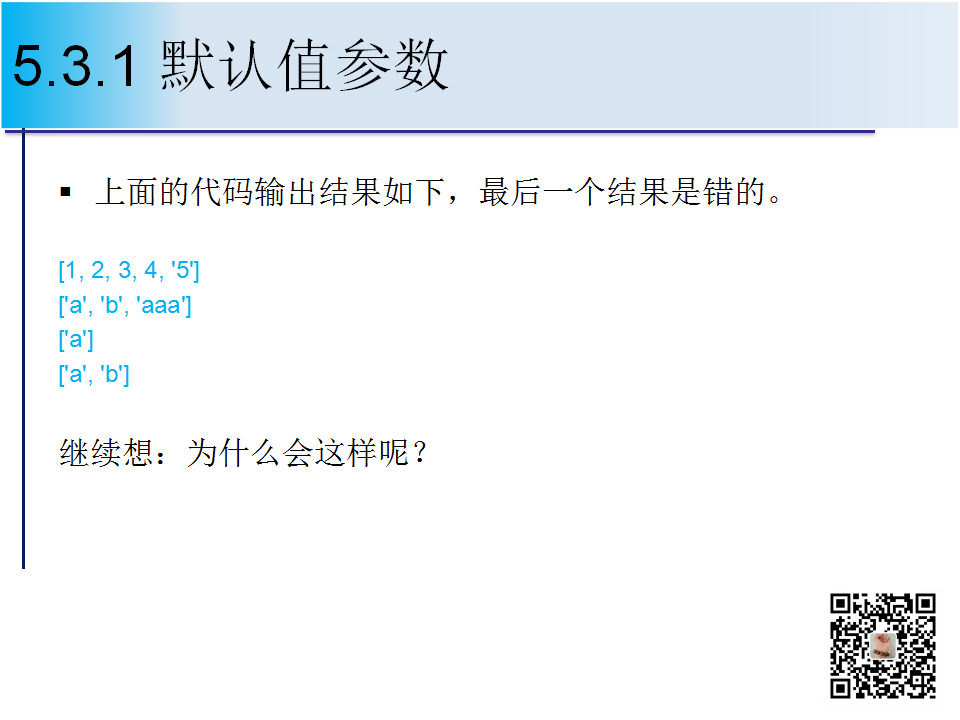 5.3.1 默认值参数
▪ 上面的代码输出结果如下，最后一个结果是错的。
[1, 2, 3, 4, '5']
['a', 'b', 'aaa']
['a']
['a', 'b']
继续想：为什么会这样呢？